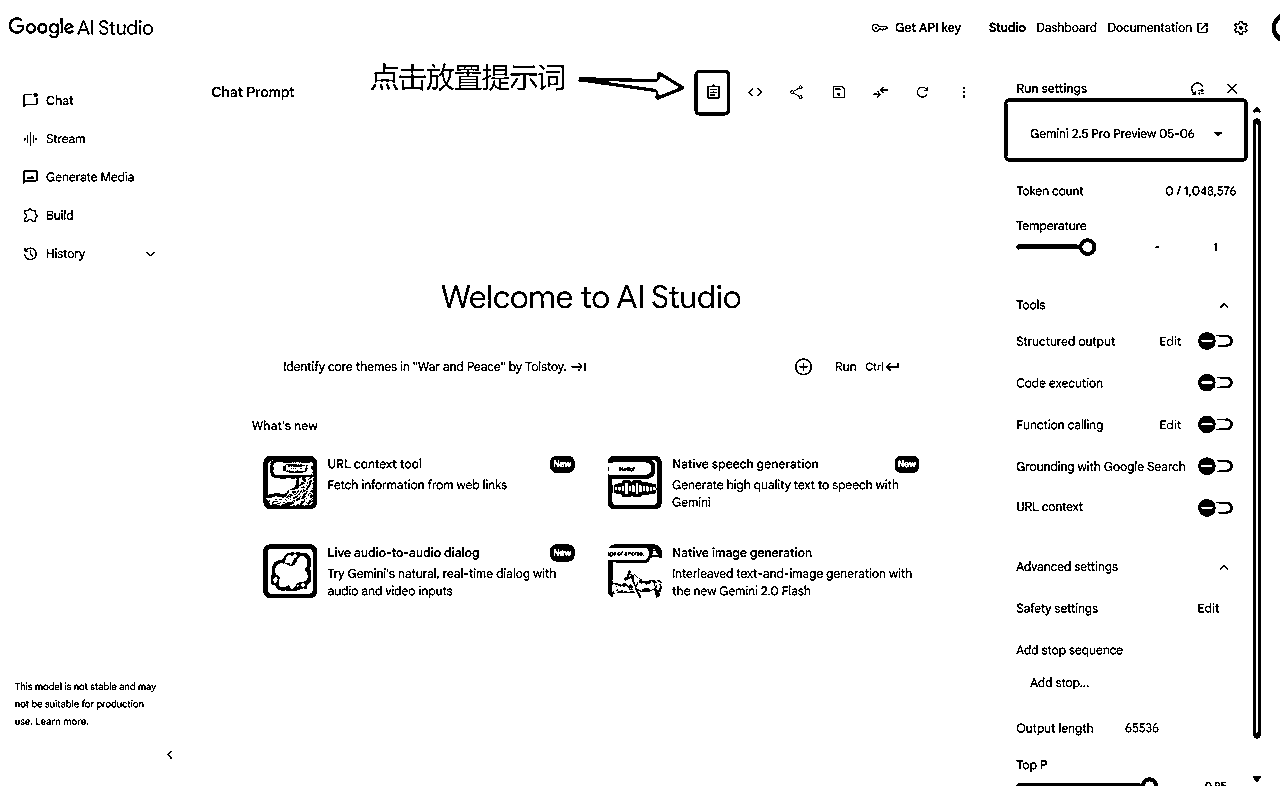 Google AI Studio
Get API key
Studio
Dashboard
Documentation
Chat
Stream
Generate Media
Build
History
Chat Prompt
点击放置提示词
Welcome to AI Studio
Identify core themes in "War and Peace" by Tolstoy.
Run Ctrl
What's new
URL context tool
New
Fetch information from web links
Native speech generation
New
Generate high quality text to speech with
Gemini
Live audio-to-audio dialog
New
Try Gemini's natural, real-time dialog with
audio and video inputs
Native image generation
Interleaved text-and-image generation with
the new Gemini 2.0 Flash
This model is not stable and may
not be suitable for production
use. Learn more.
Run settings
Gemini 2.5 Pro Preview 05-06
Token count 0 / 1,048,576
Temperature
1
Tools
Structured output Edit
Code execution
Function calling Edit
Grounding with Google Search
URL context
Advanced settings
Safety settings Edit
Add stop sequence
Add stop...
Output length 65536
Top P
0.95